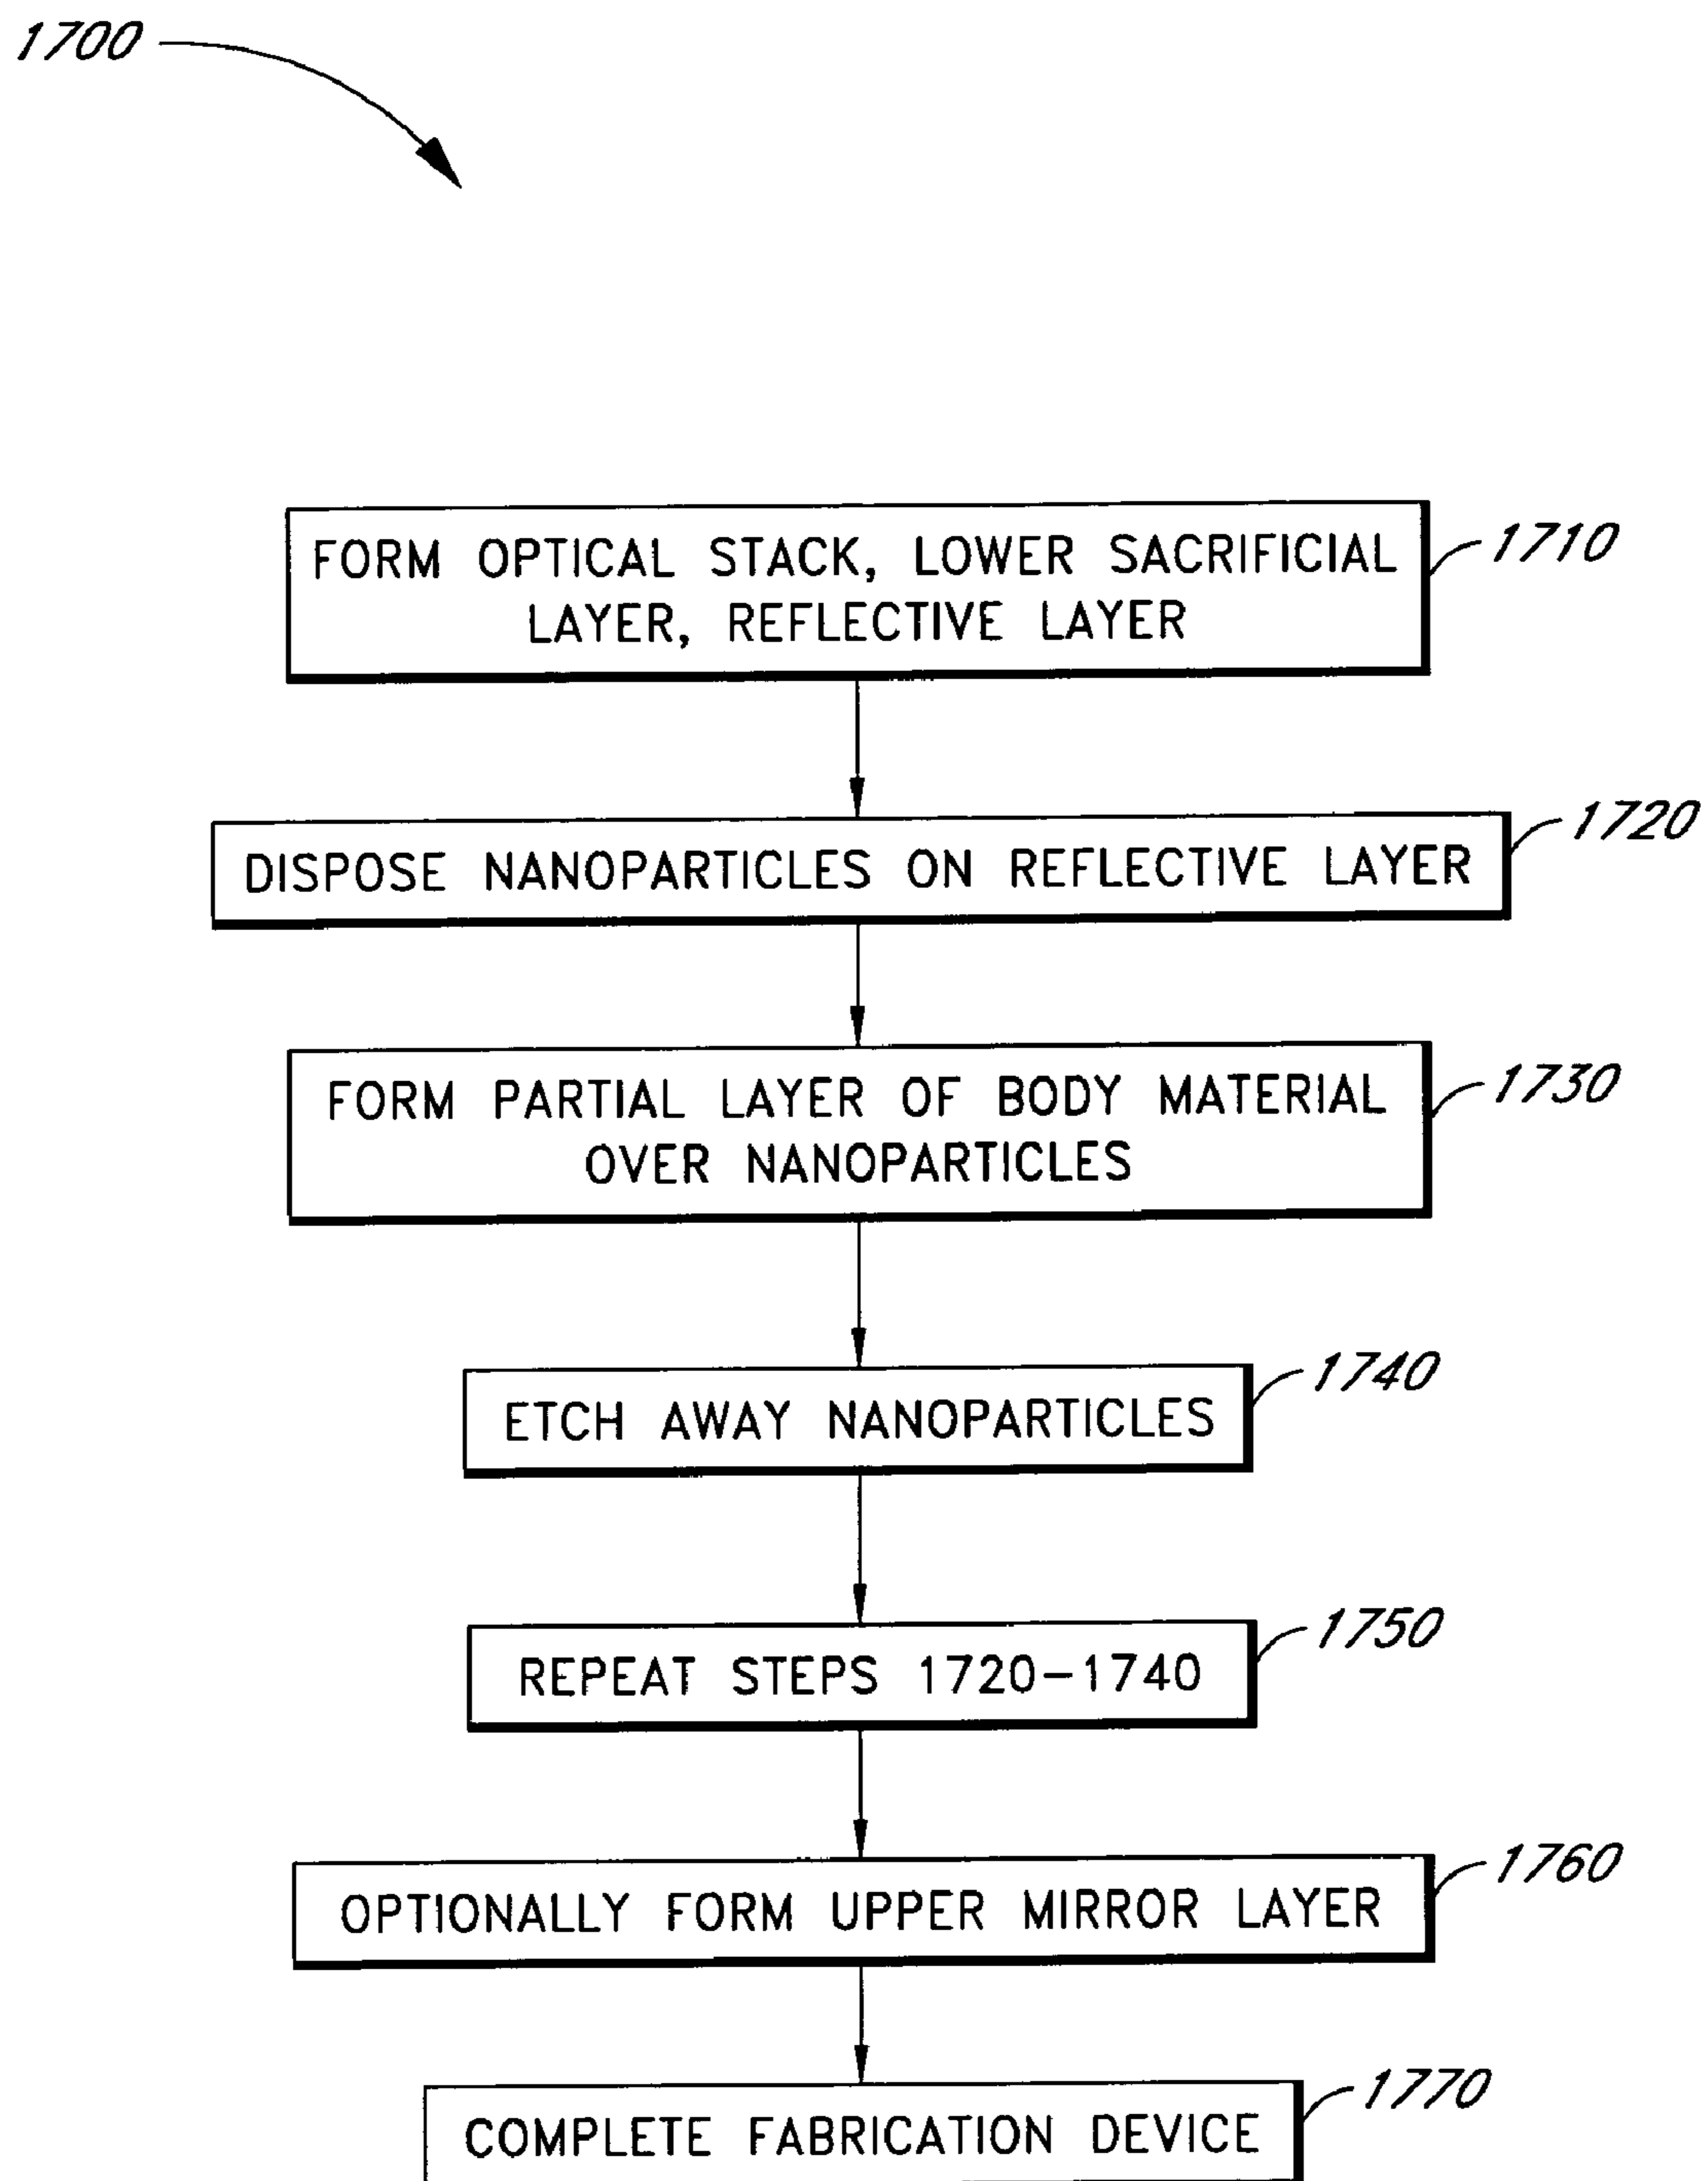 1700
FORM OPTICAL STACK, LOWER SACRIFICIAL
LAYER, REFLECTIVE LAYER
1710
DISPOSE NANOPARTICLES ON REFLECTIVE LAYER
1720
FORM PARTIAL LAYER OF BODY MATERIAL
OVER NANOPARTICLES
1730
ETCH AWAY NANOPARTICLES
1740
REPEAT STEPS 1720-1740
1750
OPTIONALLY FORM UPPER MIRROR LAYER
1760
COMPLETE FABRICATION DEVICE
1770